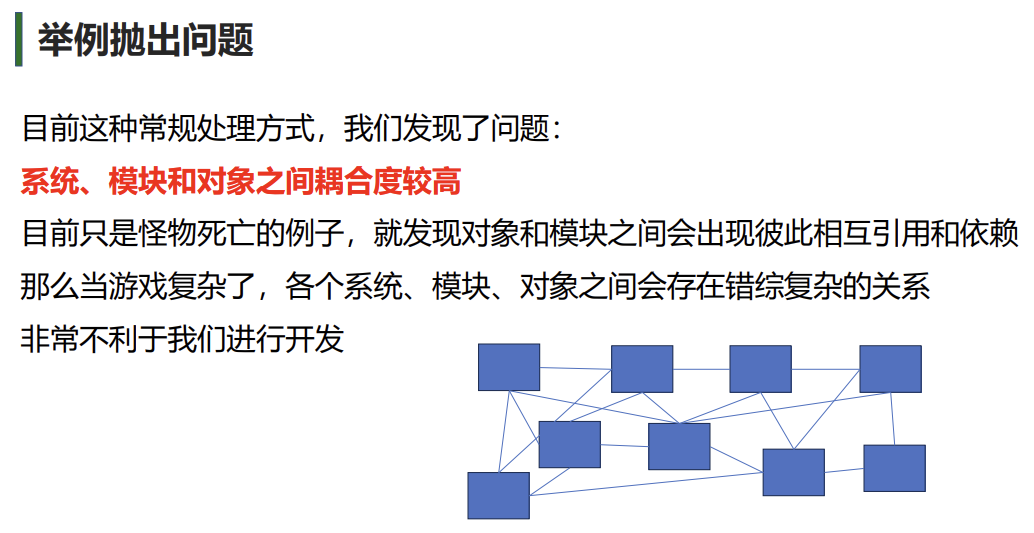 举例抛出问题
目前这种常规处理方式，我们发现了问题：
系统、模块和对象之间耦合度较高
目前只是怪物死亡的例子，就发现对象和模块之间会出现彼此相互引用和依赖
那么当游戏复杂了，各个系统、模块、对象之间会存在错综复杂的关系
非常不利于我们进行开发